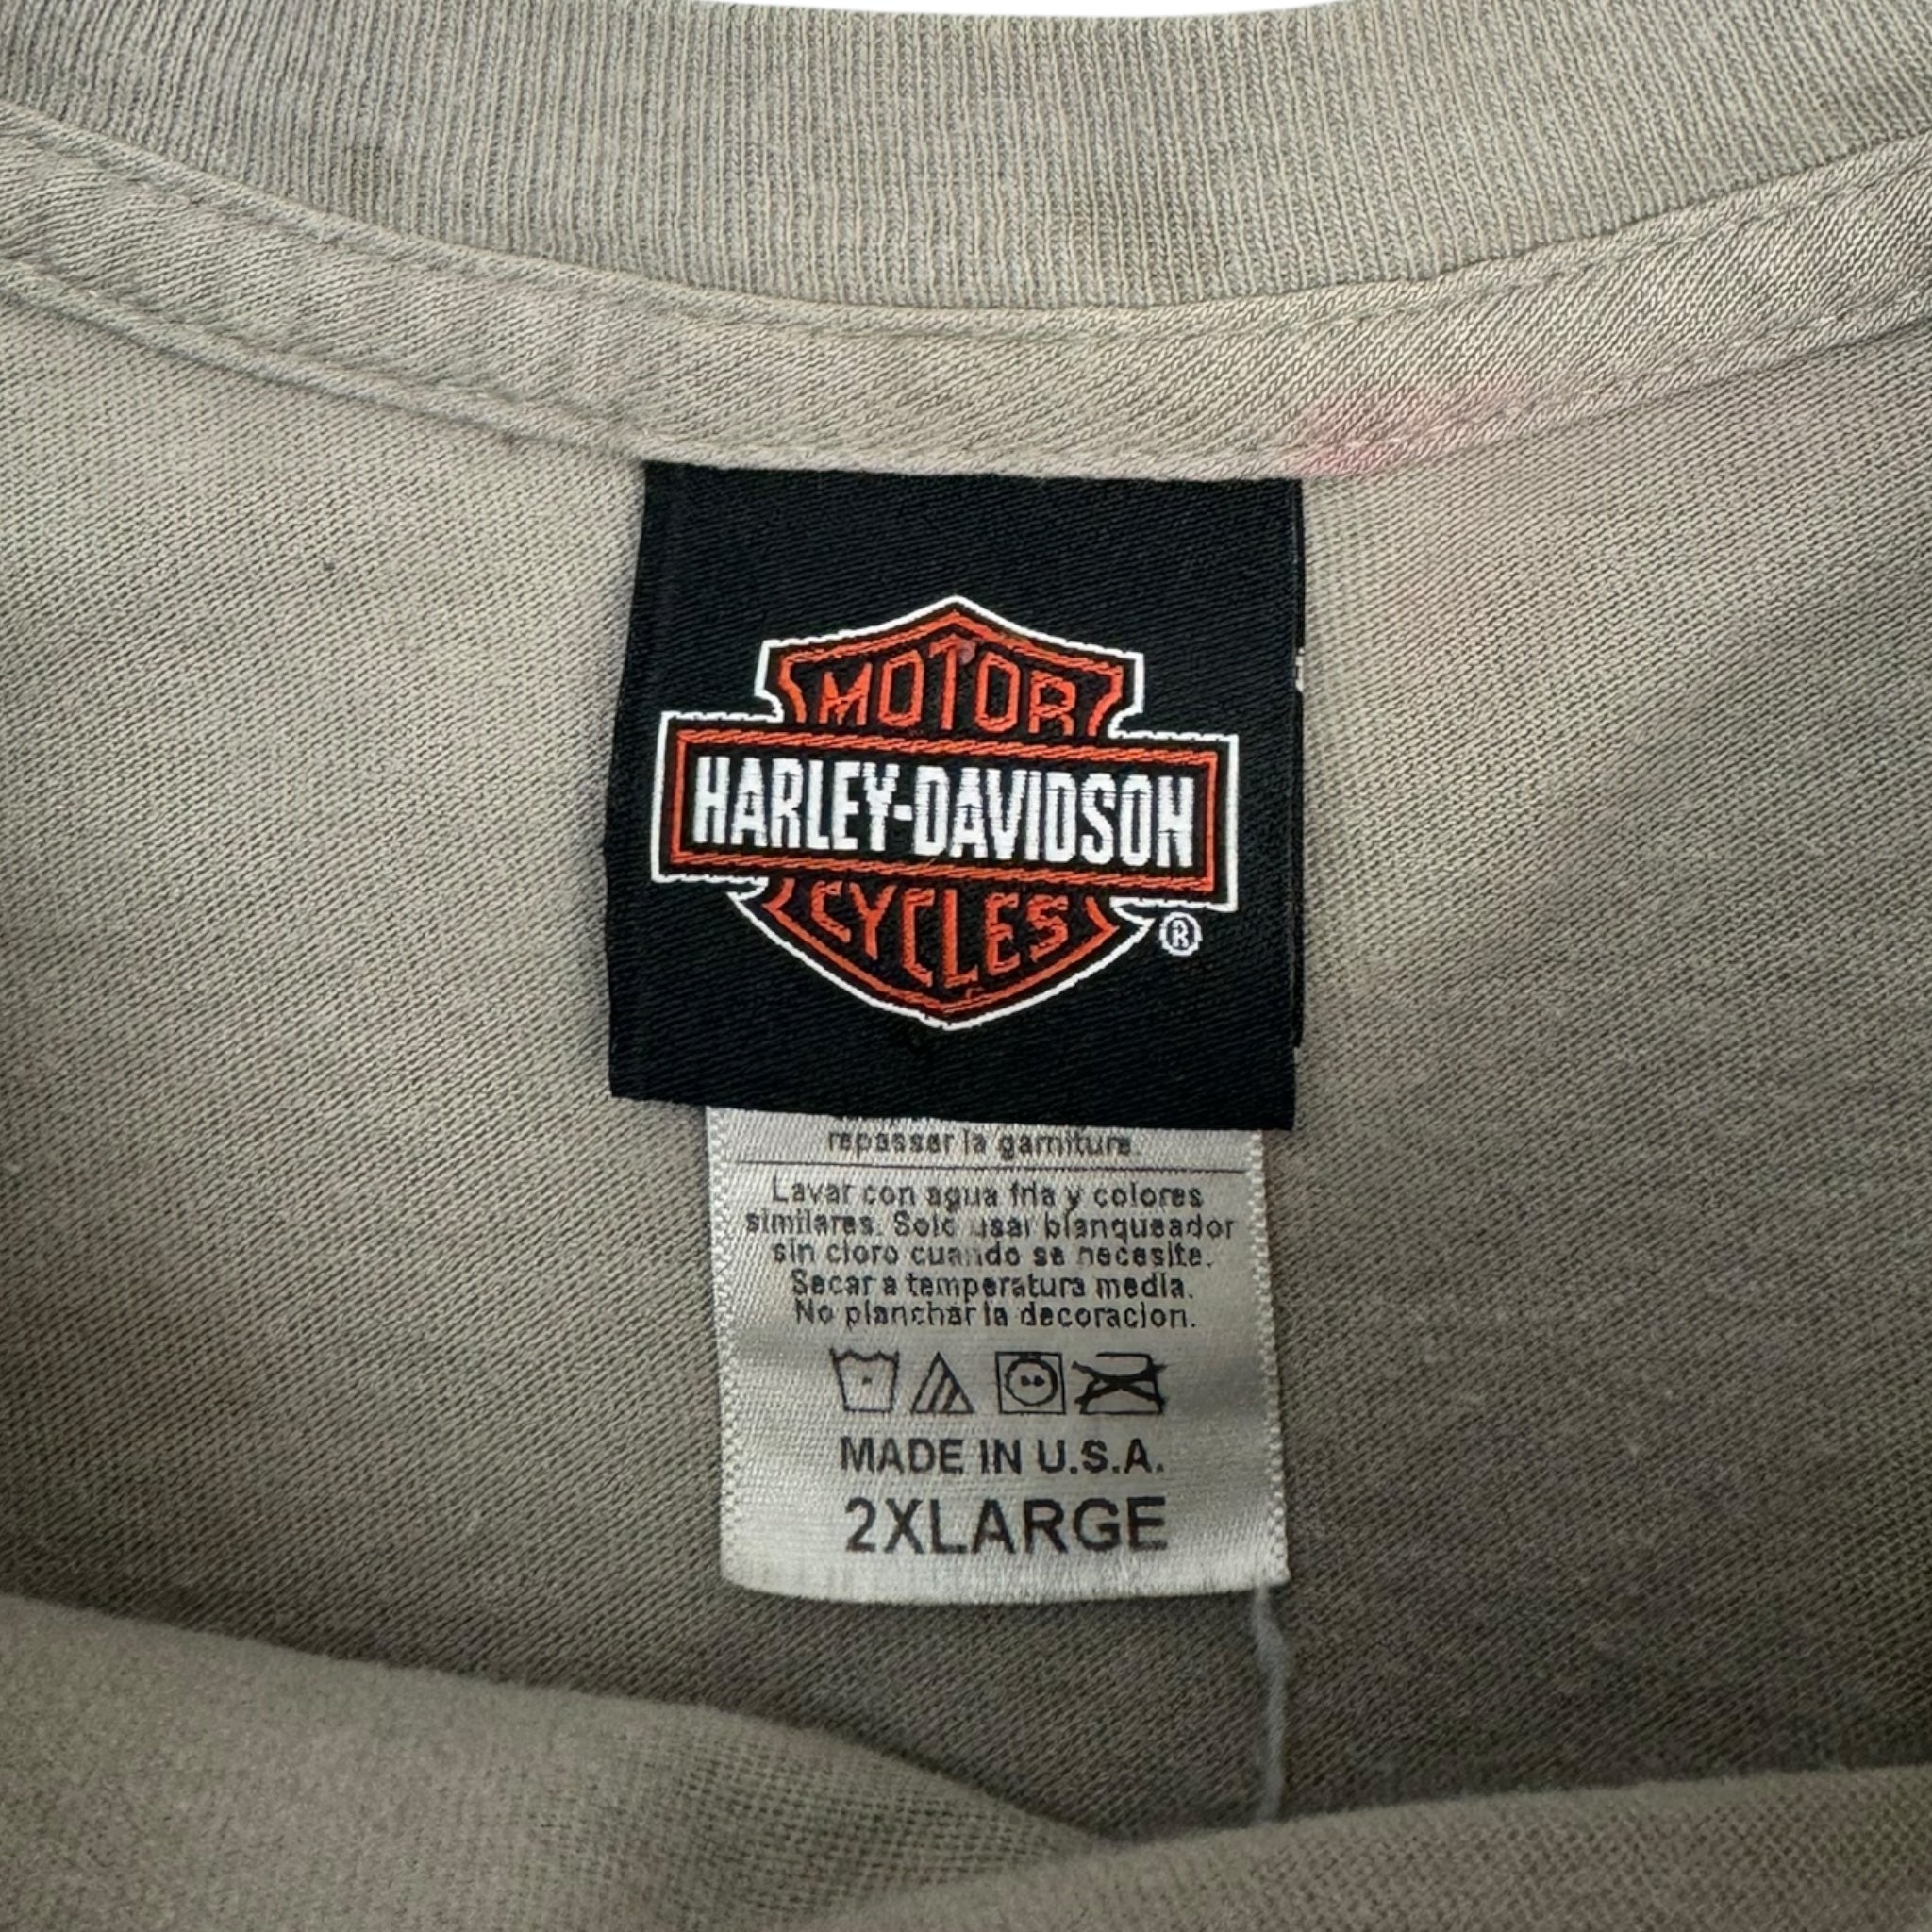 MOTOR
HARLEY-DAVIDSON
CYCLES
®
repasser la garniture.
Lavar con agua fria y colores
similares. Solo usar blanqueador
sin cloro cuando se necesite.
Secar a temperatura media.
No planchar la decoracion.
MADE IN U.S.A.
2XLARGE